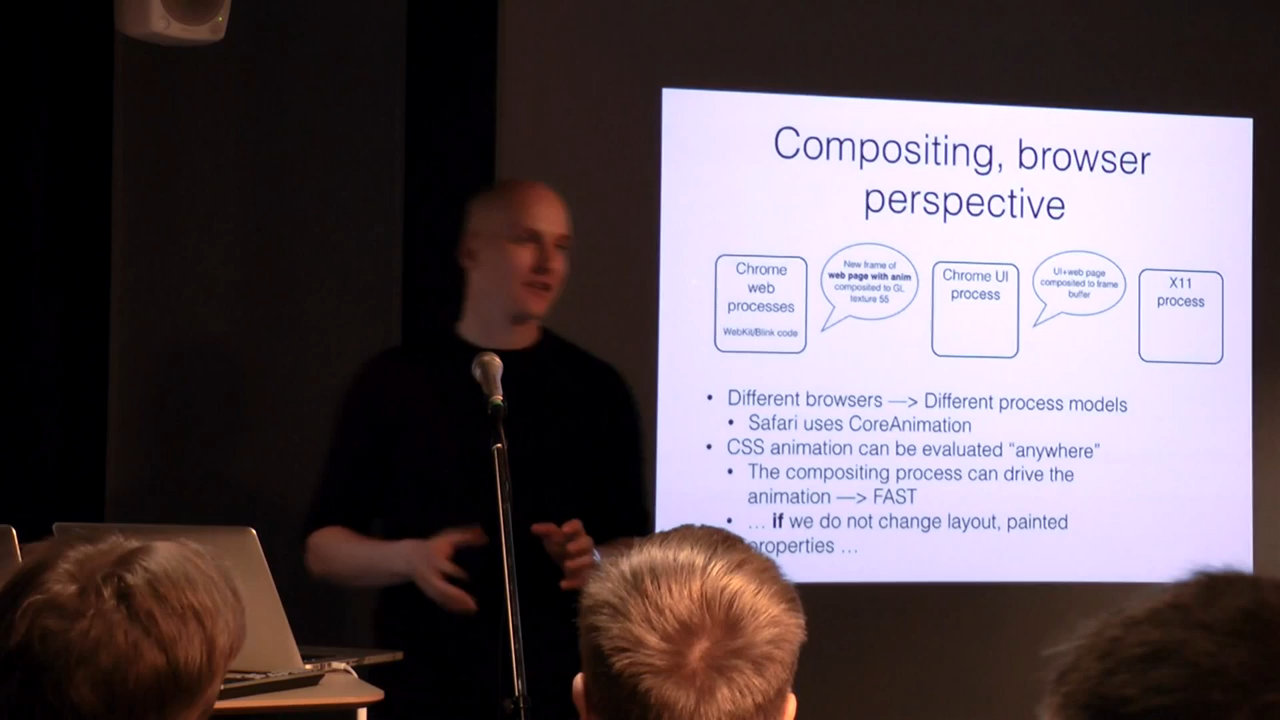 Compositing, browser
perspective
Chrome
web
processes
WebKit/Blink code
New frame of
web page with anim
composited to GL
texture 55
Chrome UI
process
UI+web page
composited to frame
buffer
X11
process
• Different browsers —> Different process models
• Safari uses CoreAnimation
• CSS animation can be evaluated “anywhere”
• The compositing process can drive the
animation —> FAST
• … if we do not change layout, painted
properties …